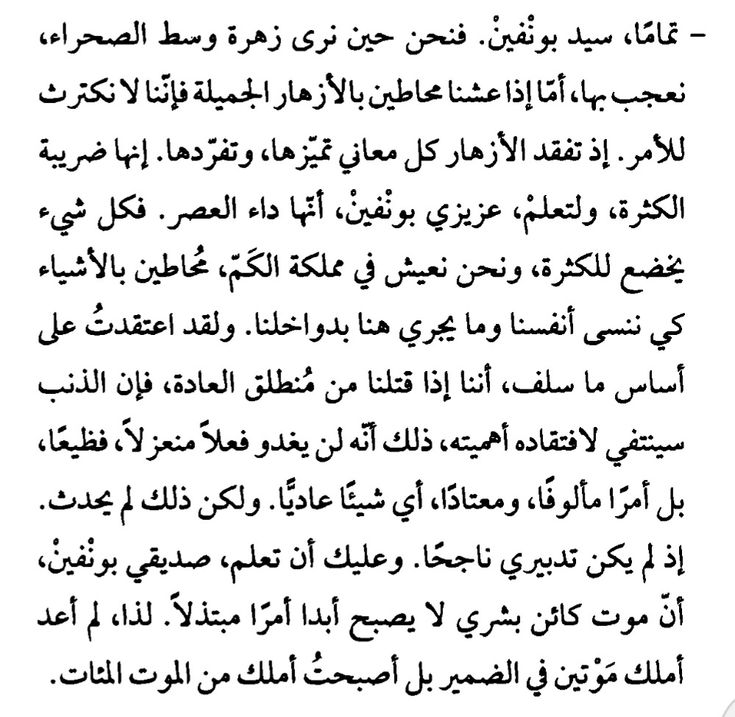 – تمامًا، سيد بونْفينْ. فنحن حين نرى زهرة وسط الصحراء،
نعجب بها، أمّا إذا عشنا محاطين بالأزهار الجميلة فإنّنا لا نكترث
للأمر. إذ تفقد الأزهار كل معاني تميّزها، وتفرّدها. إنها ضريبة
الكثرة، ولتعلمْ، عزيزي بونْفينْ، أنّها داء العصر. فكل شيء
يخضع للكثرة، ونحن نعيش في مملكة الكَمّ، مُحاطين بالأشياء
كي ننسى أنفسنا وما يجري هنا بدواخلنا. ولقد اعتقدتُ على
أساس ما سلف، أننا إذا قتلنا من مُنطلق العادة، فإن الذنب
سينتفي لافتقاده أهميته، ذلك أنّه لن يغدو فعلاً منعزلاً، فظيعًا،
بل أمرًا مألوفًا، ومعتادًا، أي شيئًا عاديًّا. ولكن ذلك لم يحدث.
إذ لم يكن تدبيري ناجحًا. وعليك أن تعلم، صديقي بونْفينْ،
أنّ موت كائن بشري لا يصبح أبدا أمرًا مبتذلاً. لذا، لم أعد
أملك مَوْتين في الضمير بل أصبحتُ أملك من الموت المئات.